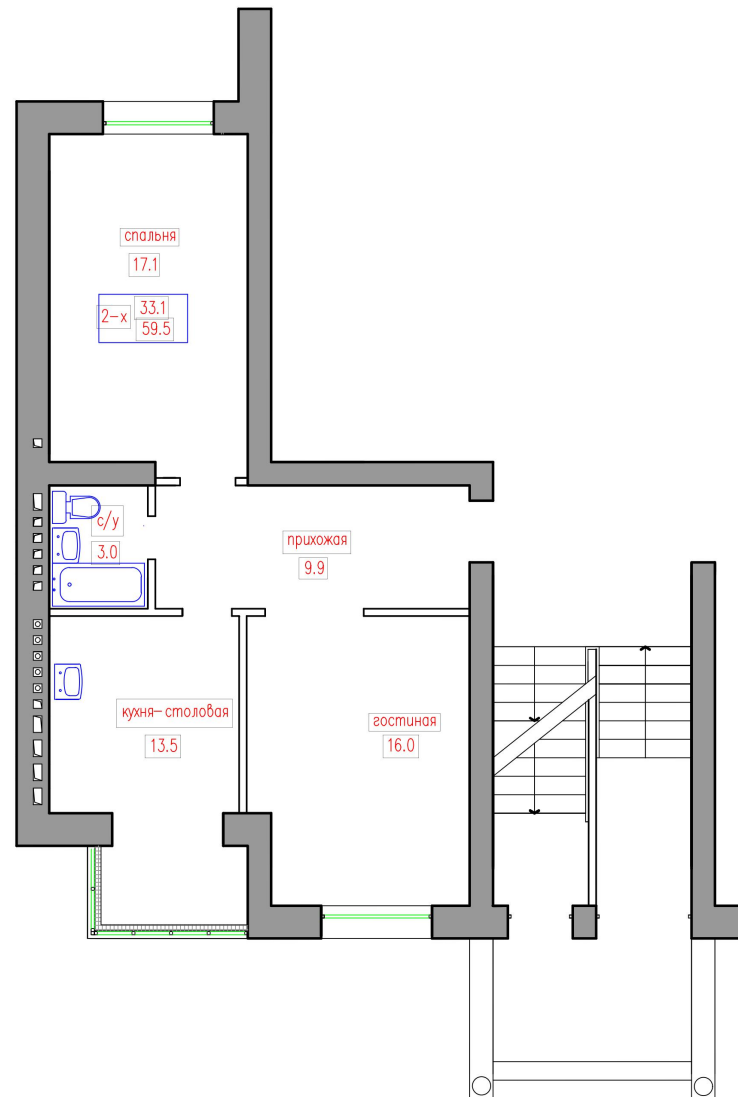 спальня
17.1
2-х
33.1
59.5
с/у
3.0
прихожая
9.9
кухня-столовая
13.5
гостиная
16.0